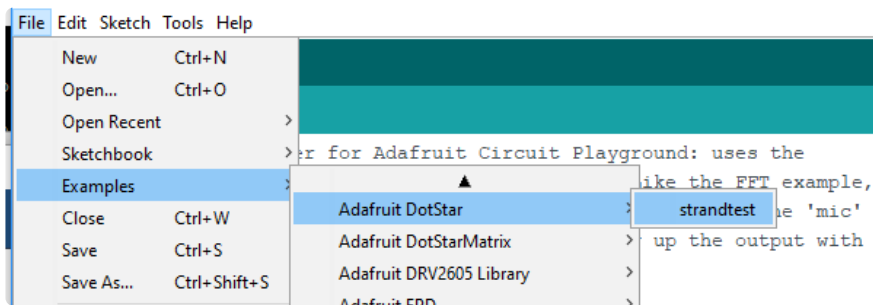 File Edit Sketch Tools Help
New Ctrl+N
Open... Ctrl+O
Open Recent
Sketchbook
er for Adafruit Circuit Playground: uses the
Examples
ike the FFT example,
Adafruit DotStar
strandtest
he 'mic'
Close Ctrl+W
Adafruit DotStarMatrix
up the output with
Save Ctrl+S
Adafruit DRV2605 Library
Save As... Ctrl+Shift+S
Adafruit EPD